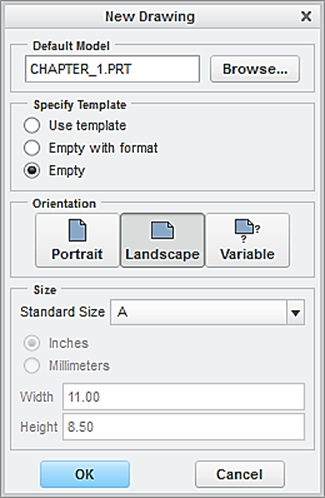 New Drawing
Default Model
CHAPTER_1.PRT
Browse...
Specify Template
Use template
Empty with format
Empty
Orientation
??
Portrait Landscape Variable
Size
Standard Size A
Inches
Millimeters
Width 11.00
Height 8.50
OK Cancel